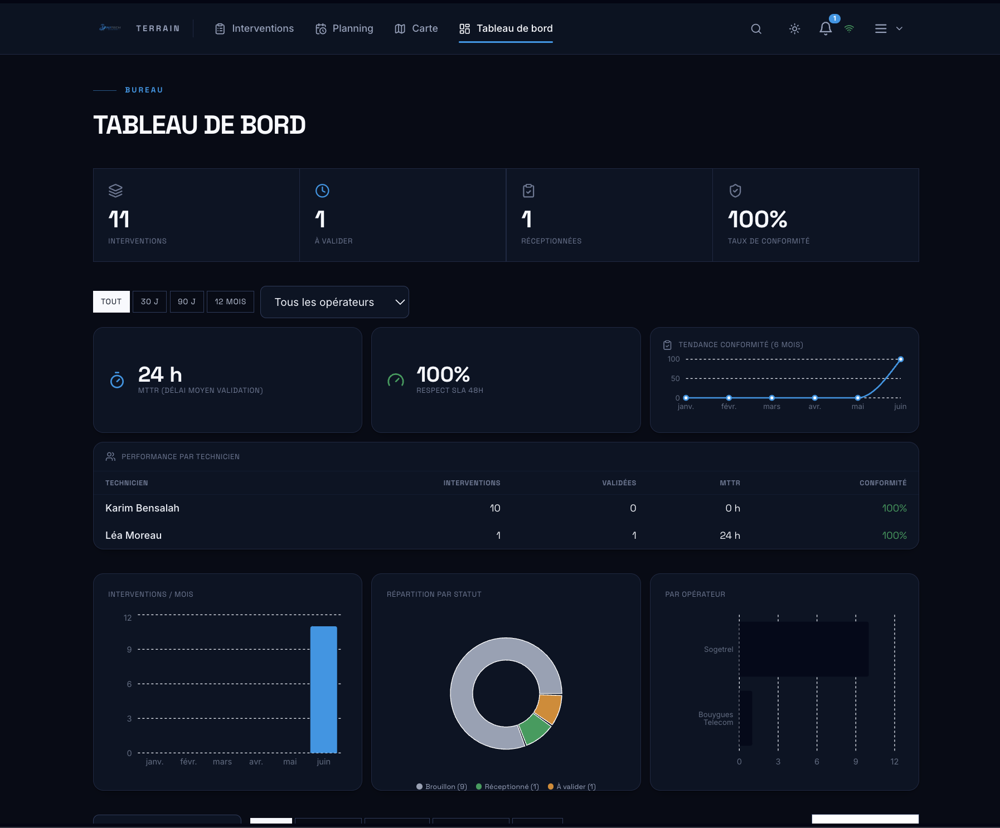 TERRAIN
Interventions
Planning
Carte
Tableau de bord
1
BUREAU
TABLEAU DE BORD
11
INTERVENTIONS
1
À VALIDER
1
RÉCEPTIONNÉES
100%
TAUX DE CONFORMITÉ
TOUT
30 J
90 J
12 MOIS
Tous les opérateurs
24 h
MTTR (DÉLAI MOYEN VALIDATION)
100%
RESPECT SLA 48H
TENDANCE CONFORMITÉ (6 MOIS)
100
50
0
janv. févr. mars avr. mai juin
PERFORMANCE PAR TECHNICIEN
TECHNICIEN INTERVENTIONS VALIDÉES MTTR CONFORMITÉ
Karim Bensalah 10 0 0 h 100%
Léa Moreau 1 1 24 h 100%
INTERVENTIONS / MOIS
12
9
6
3
0
janv. févr. mars avr. mai juin
RÉPARTITION PAR STATUT
Brouillon (9) Réceptionné (1) À valider (1)
PAR OPÉRATEUR
Sogetrel
Bouygues
Telecom
0 3 6 9 12